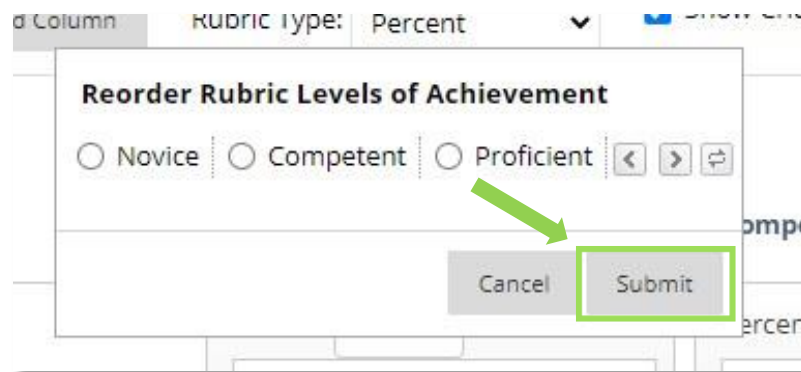 d Column Rubric Type: Percent
Reorder Rubric Levels of Achievement
Novice Competent Proficient
Cancel Submit